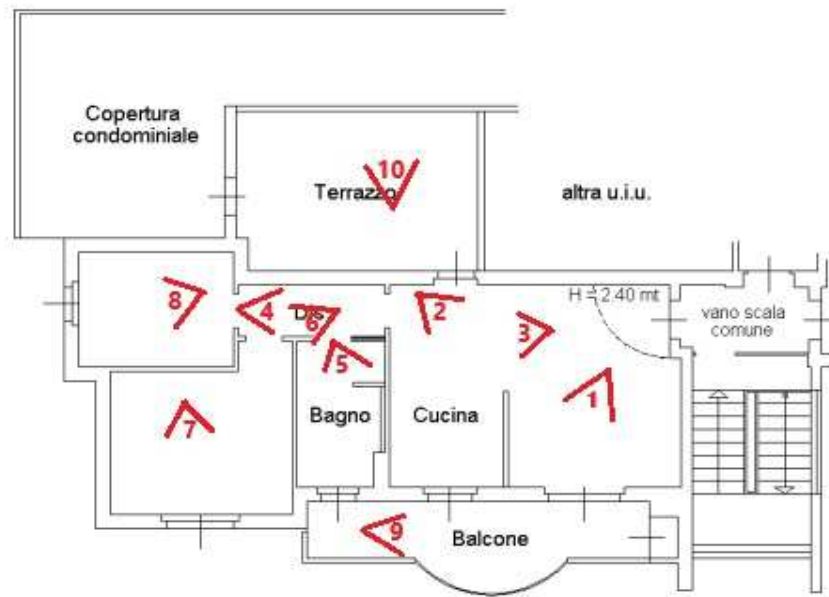 Copertura
condominiale
10
Terrazzo
altra u.i.u.
8
4
Dis
6
2
H = 2.40 mt
vano scala
comune
3
5
1
7
Bagno
Cucina
9
Balcone